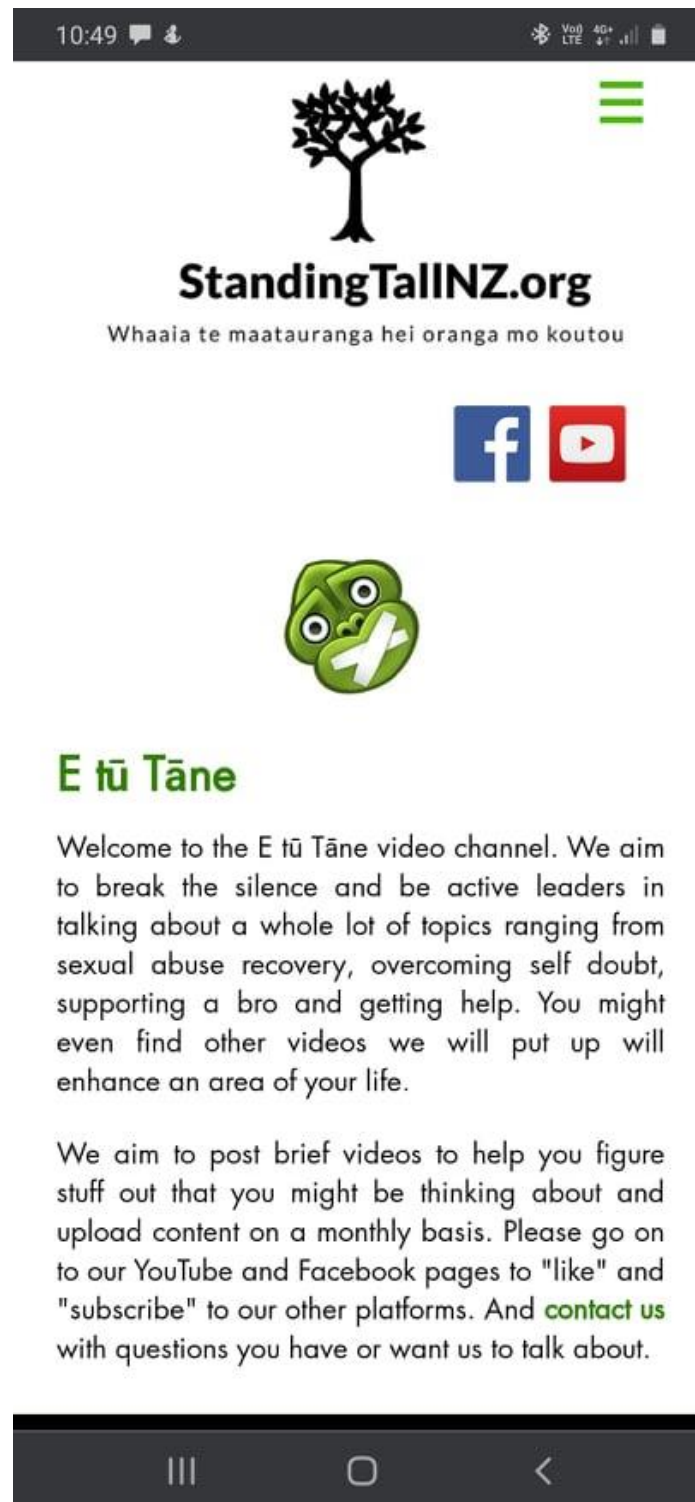 10:49
Vo)) 4G+
LTE
StandingTallNZ.org
Whaaia te maatauranga hei oranga mo koutou
E tū Tāne
Welcome to the E tū Tāne video channel. We aim
to break the silence and be active leaders in
talking about a whole lot of topics ranging from
sexual abuse recovery, overcoming self doubt,
supporting a bro and getting help. You might
even find other videos we will put up will
enhance an area of your life.
We aim to post brief videos to help you figure
stuff out that you might be thinking about and
upload content on a monthly basis. Please go on
to our YouTube and Facebook pages to "like" and
"subscribe" to our other platforms. And contact us
with questions you have or want us to talk about.